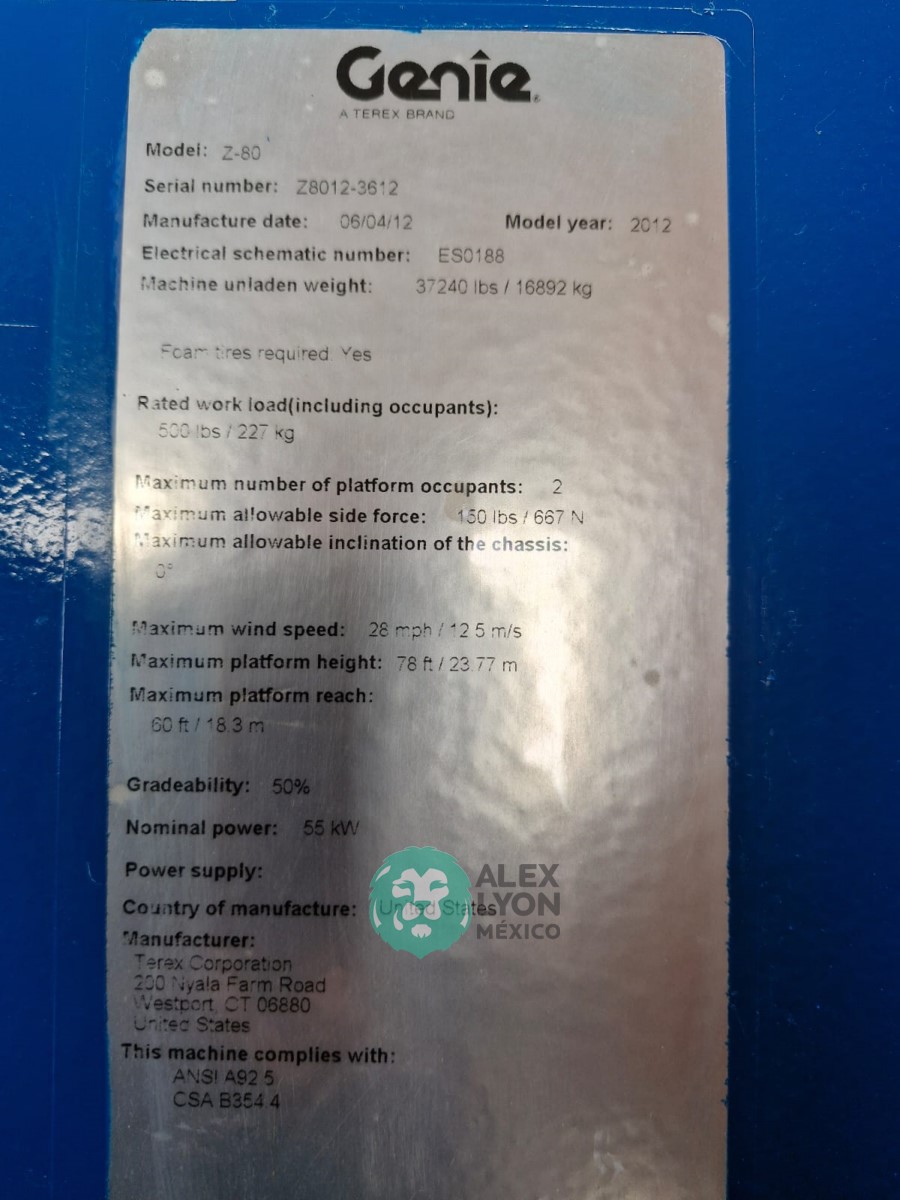 Genie
A TEREX BRAND
Model: Z-80
Serial number: Z8012-3612
Manufacture date: 06/04/12 Model year: 2012
Electrical schematic number: ES0188
Machine unladen weight: 37240 lbs / 16892 kg
Foam tires required: Yes
Rated work load(including occupants):
500 lbs / 227 kg
Maximum number of platform occupants: 2
Maximum allowable side force: 150 lbs / 667 N
Maximum allowable inclination of the chassis:
0°
Maximum wind speed: 28 mph / 12.5 m/s
Maximum platform height: 78 ft / 23.77 m
Maximum platform reach:
60 ft / 18.3 m
Gradeability: 50%
Nominal power: 55 kW
Power supply:
Country of manufacture: United States
ALEX
LYON
MÉXICO
Manufacturer:
Terex Corporation
200 Nyala Farm Road
Westport, CT 06880
United States
This machine complies with:
ANSI A92.5
CSA B354.4